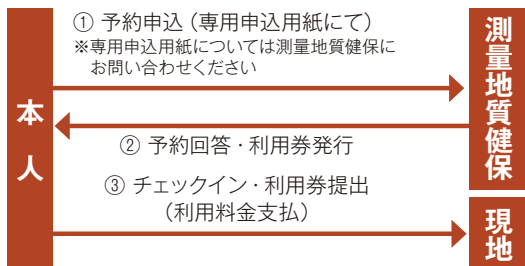 ① 予約申込（専用申込用紙にて）
※専用申込用紙については測量地質健保に
お問い合わせください
本人
測量地質健保
② 予約回答・利用券発行
③ チェックイン・利用券提出
（利用料金支払）
現地